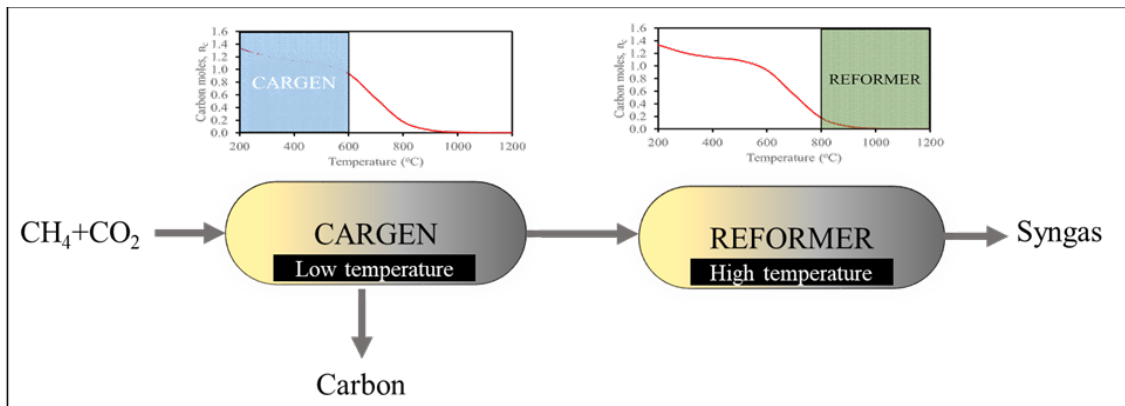 1.6
1.4
1.2
1.0
0.8
0.6
0.4
0.2
0.0
Carbon moles, n_c
CARGEN
200 400 600 800 1000 1200
Temperature (°C)
1.6
1.4
1.2
1.0
0.8
0.6
0.4
0.2
0.0
Carbon moles, n_c
REFORMER
200 400 600 800 1000 1200
Temperature (°C)
CH₄+CO₂
CARGEN
Low temperature
REFORMER
High temperature
Syngas
Carbon